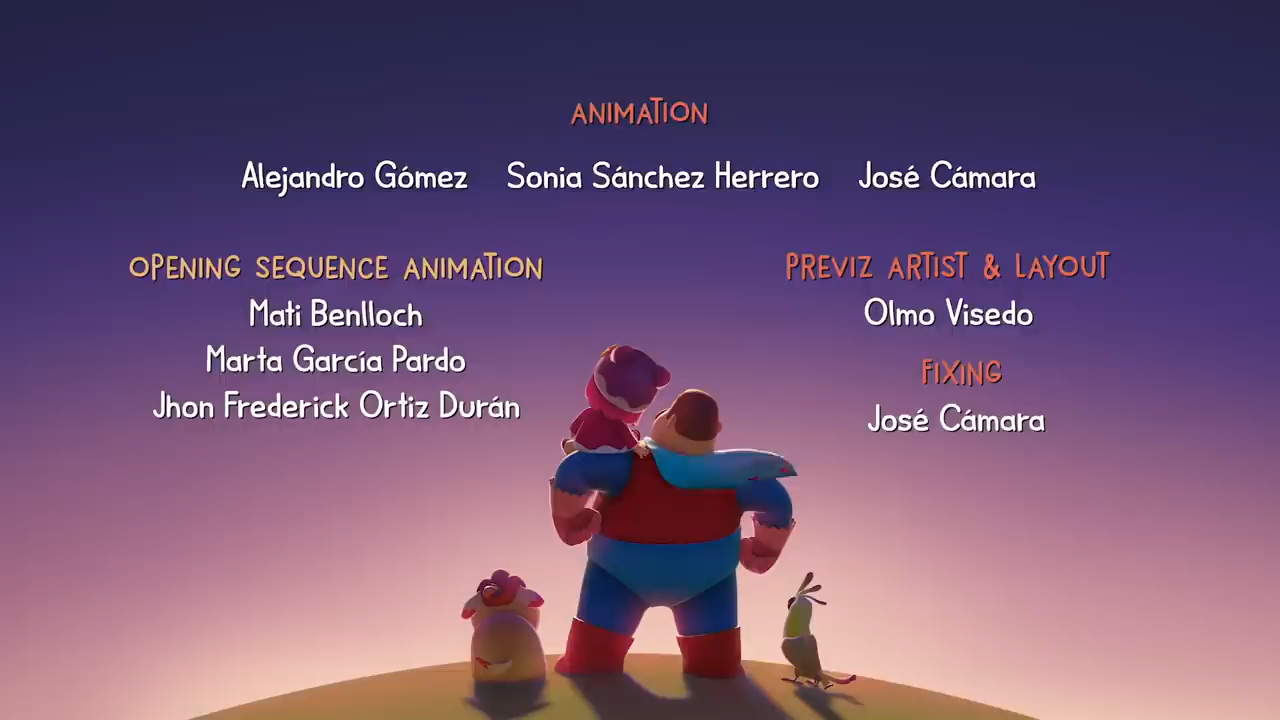 ANIMATION
Alejandro Gómez Sonia Sánchez Herrero José Cámara
OPENING SEQUENCE ANIMATION
Mati Benlloch
Marta García Pardo
Jhon Frederick Ortiz Durán
PREVIZ ARTIST & LAYOUT
Olmo Visedo
FIXING
José Cámara